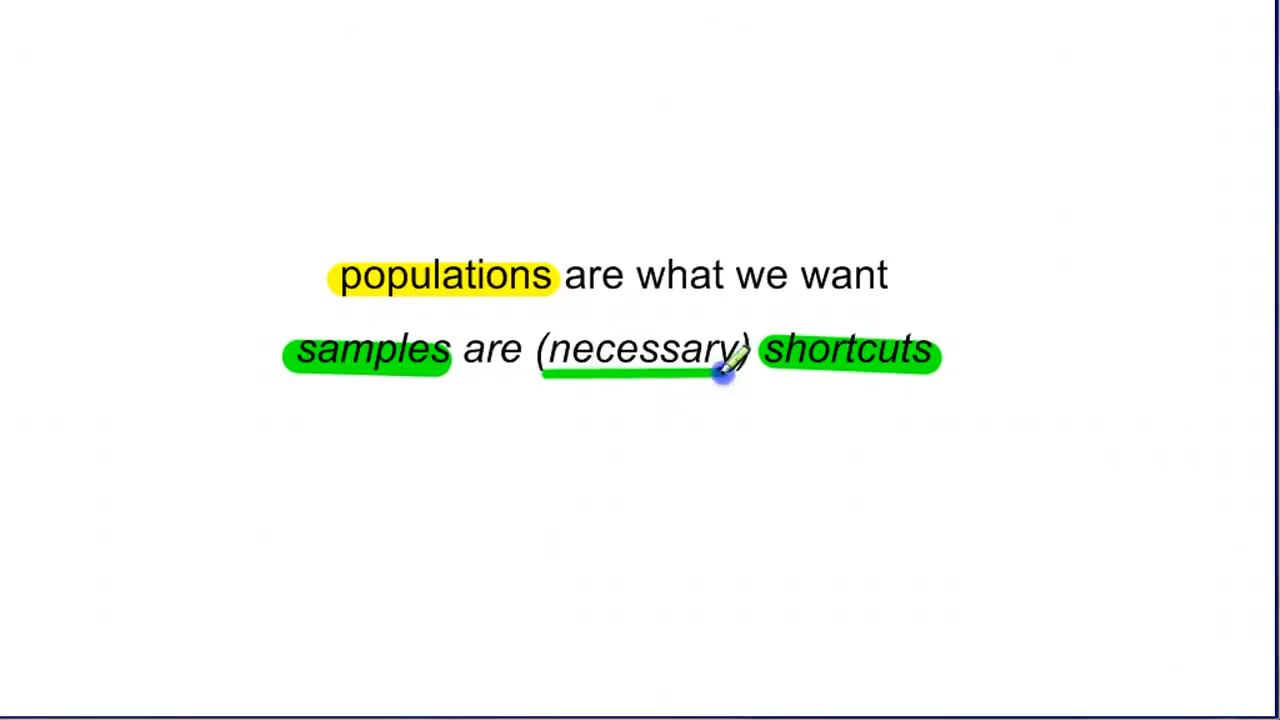 populations are what we want
samples are (necessary) shortcuts